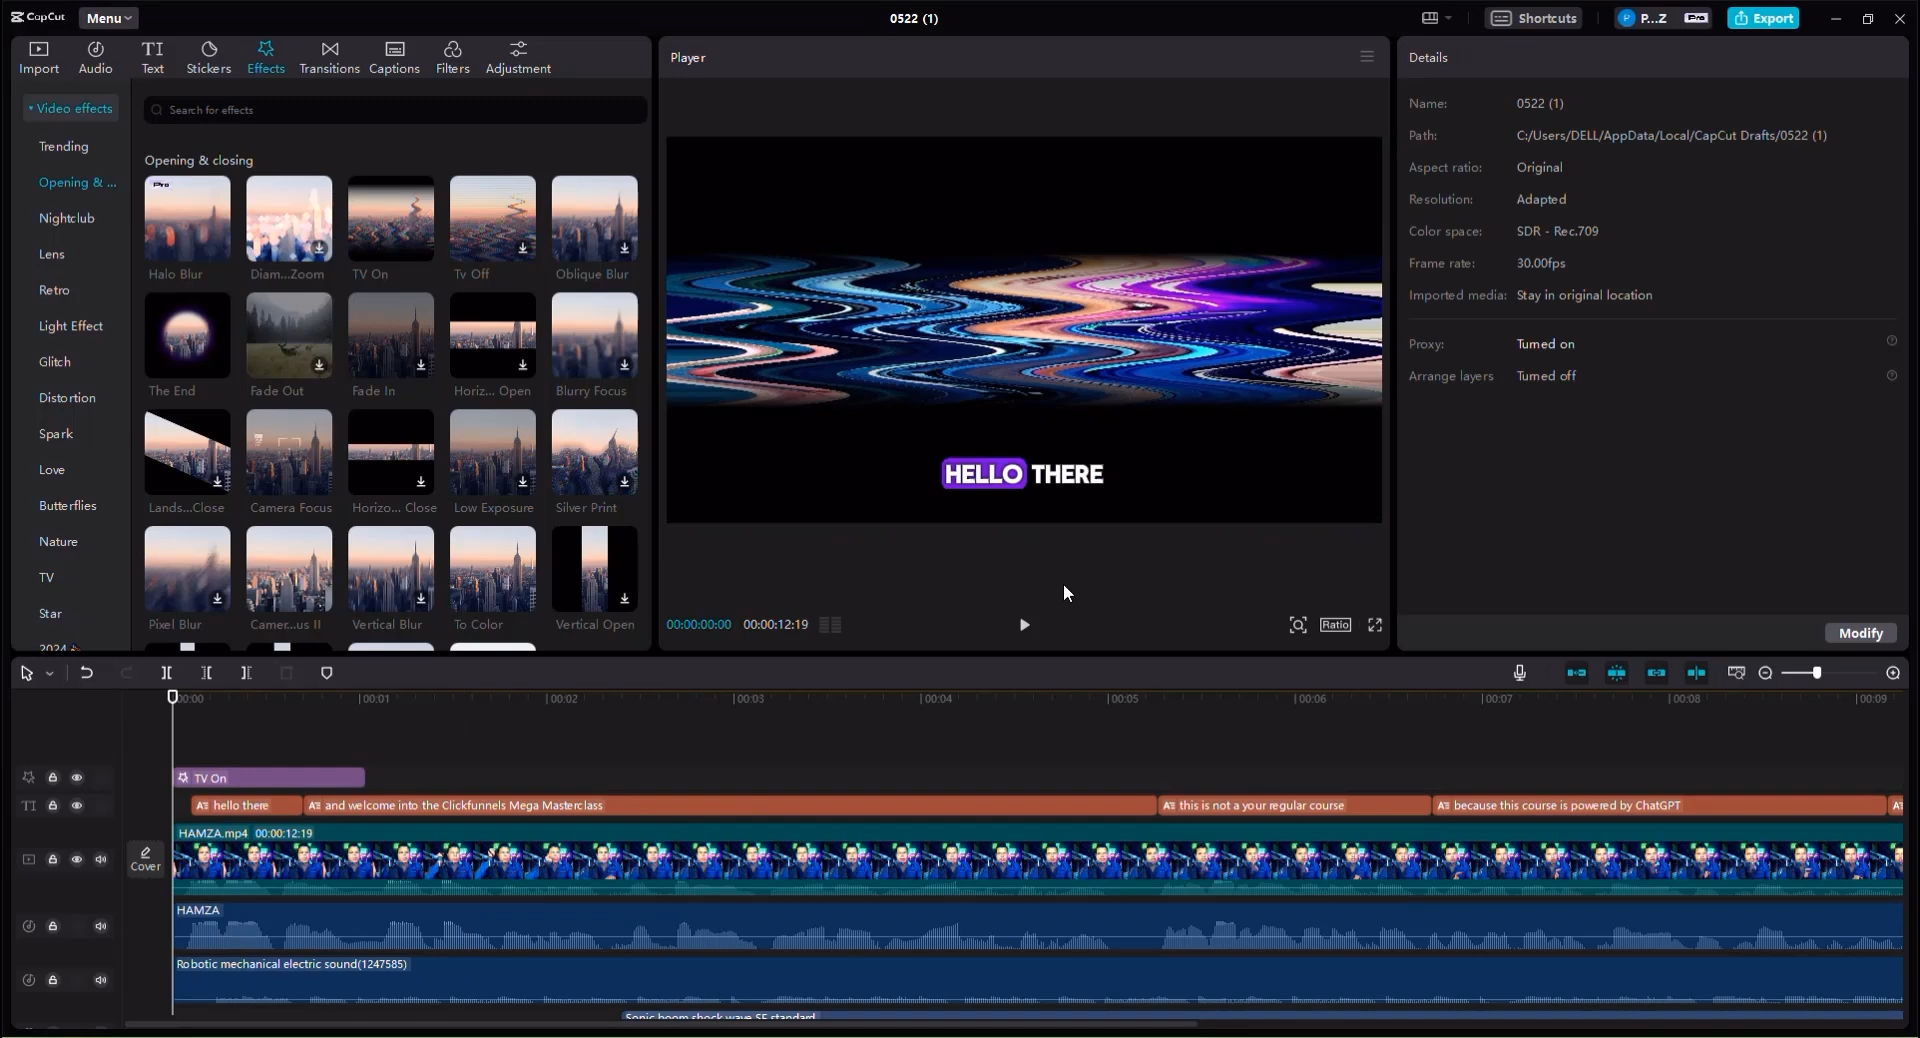 CapCut
Menu
0522 (1)
Shortcuts
P...Z
Pro
Export
Import
Audio
Text
Stickers
Effects
Transitions
Captions
Filters
Adjustment
Video effects
Trending
Opening & ...
Nightclub
Lens
Retro
Light Effect
Glitch
Distortion
Spark
Love
Butterflies
Nature
TV
Star
2024
Search for effects
Opening & closing
Pro
Halo Blur
Diam...Zoom
TV On
Tv Off
Oblique Blur
The End
Fade Out
Fade In
Horiz... Open
Blurry Focus
Lands...Close
Camera Focus
Horizo... Close
Low Exposure
Silver Print
Pixel Blur
Camer...us II
Vertical Blur
To Color
Vertical Open
Player
HELLO THERE
00:00:00:00
00:00:12:19
Ratio
Details
Name: 0522 (1)
Path: C:/Users/DELL/AppData/Local/CapCut Drafts/0522 (1)
Aspect ratio: Original
Resolution: Adapted
Color space: SDR - Rec.709
Frame rate: 30.00fps
Imported media: Stay in original location
Proxy: Turned on
Arrange layers Turned off
Modify
00:00
00:01
00:02
00:03
00:04
00:05
00:06
00:07
00:08
00:09
TV On
hello there
and welcome into the Clickfunnels Mega Masterclass
this is not a your regular course
because this course is powered by ChatGPT
Cover
HAMZA.mp4 00:00:12:19
HAMZA
Robotic mechanical electric sound(1247585)
Sonic boom shock wave SF standard